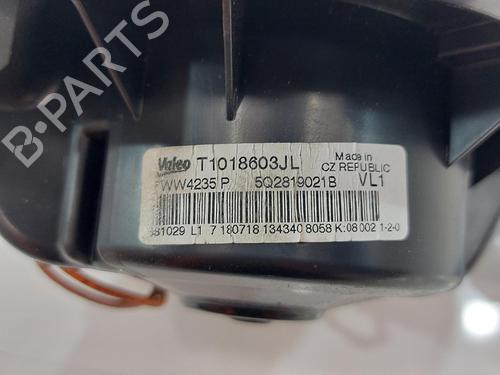 B-PARTS
Valeo T1018603JL Made in
CZ REPUBLIC
WW4235 P 5Q2819021B VL1
81029 L1 7 180718 134340 8058 K:08 002 1-2-0